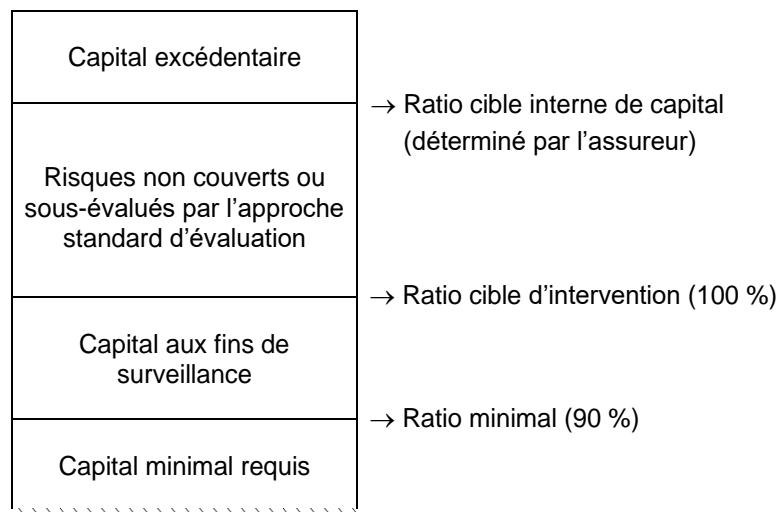 Capital excédentaire
→ Ratio cible interne de capital
(déterminé par l’assureur)
Risques non couverts ou
sous-évalués par l’approche
standard d’évaluation
→ Ratio cible d’intervention (100 %)
Capital aux fins de
surveillance
→ Ratio minimal (90 %)
Capital minimal requis